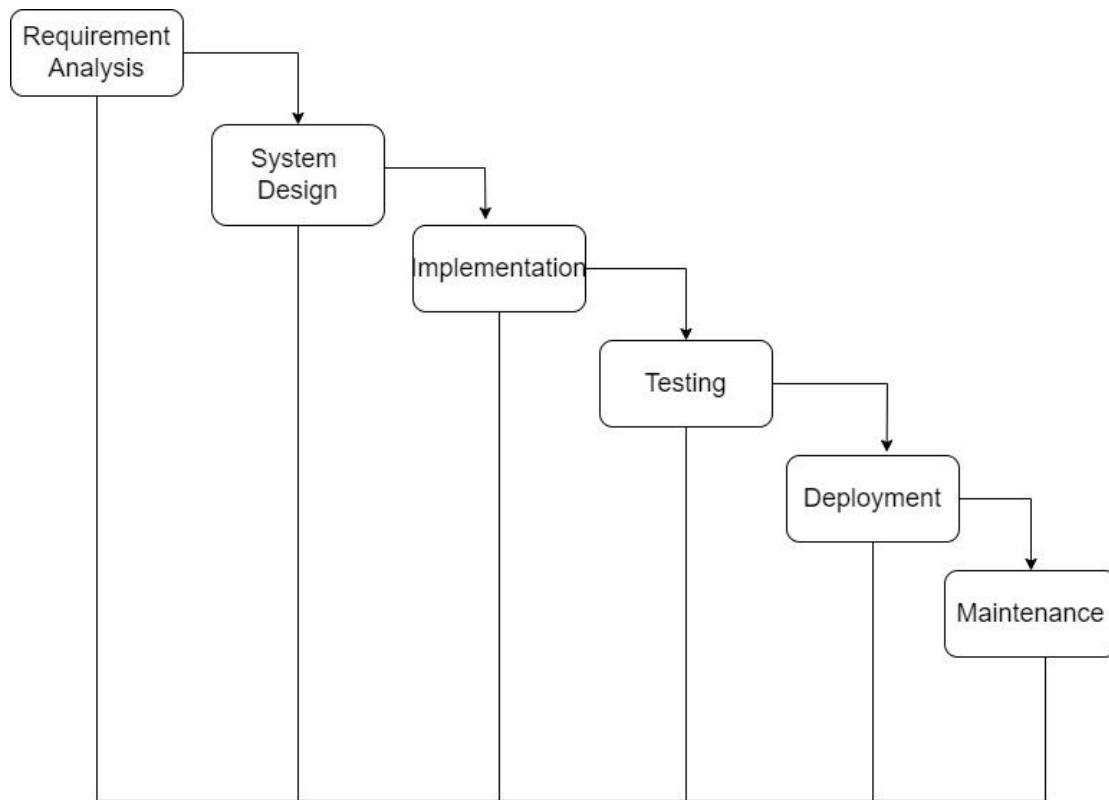 Requirement
Analysis
System
Design
Implementation
Testing
Deployment
Maintenance